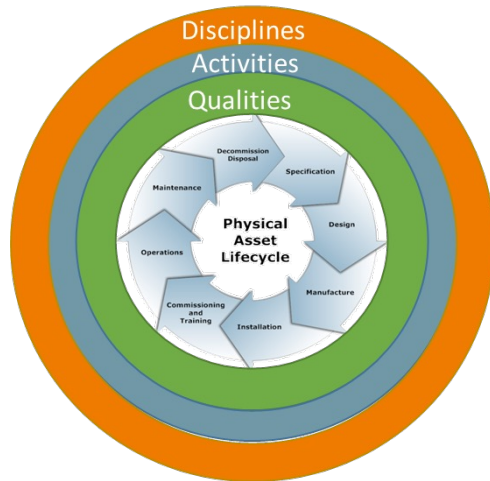 Disciplines
Activities
Qualities
Decommission
Disposal
Specification
Design
Manufacture
Installation
Commissioning
and
Training
Operations
Maintenance
Physical
Asset
Lifecycle